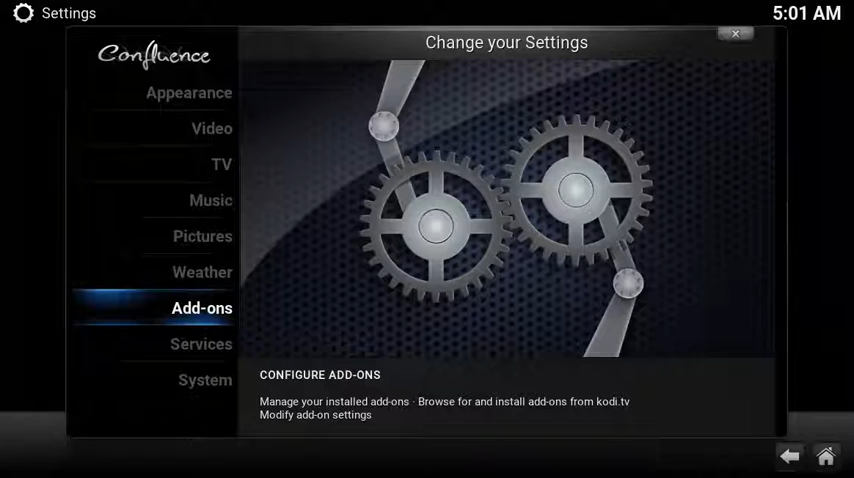 Settings
5:01 AM
Confluence
Change your Settings
Appearance
Video
TV
Music
Pictures
Weather
Add-ons
Services
System
CONFIGURE ADD-ONS
Manage your installed add-ons · Browse for and install add-ons from kodi.tv
Modify add-on settings